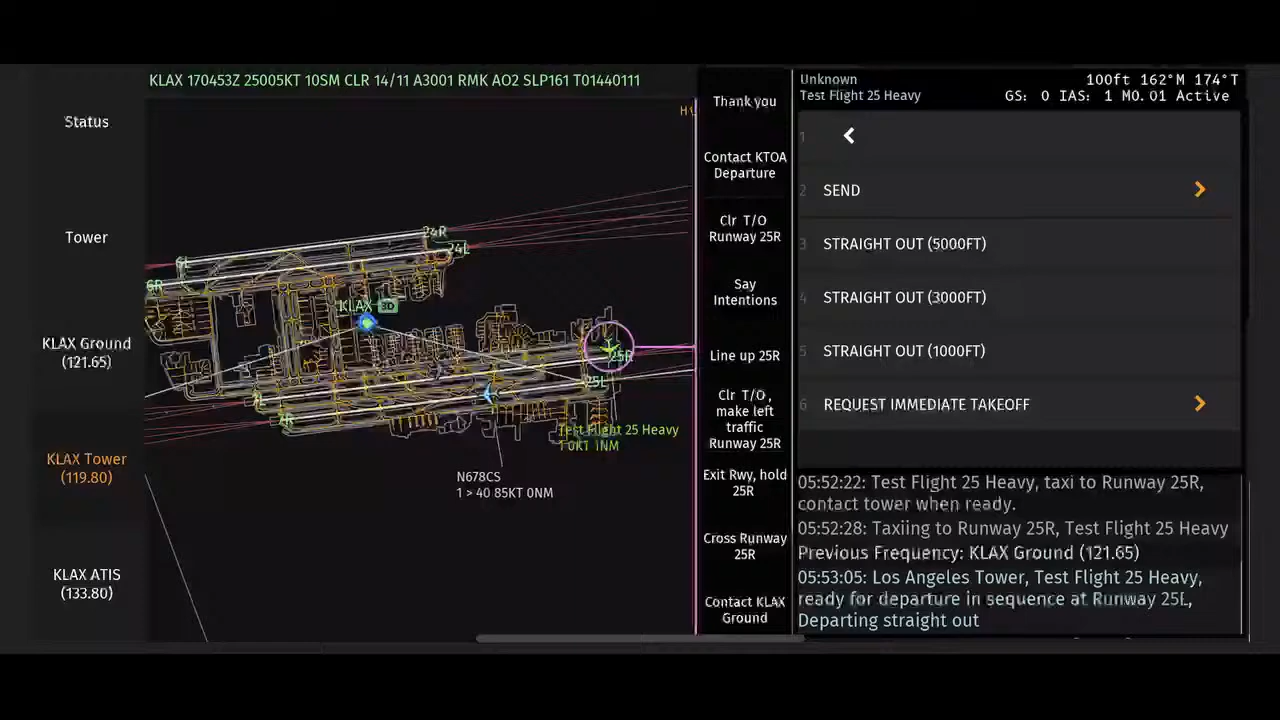 KLAX 170453Z 25005KT 10SM CLR 14/11 A3001 RMK AO2 SLP161 T01440111
Status
Tower
KLAX Ground
(121.65)
KLAX Tower
(119.80)
KLAX ATIS
(133.80)
24R
24L
6L
6R
KLAX 3D
25R
25L
7L
7R
Test Flight 25 Heavy
1 0KT 1NM
N678CS
1 > 40 85KT 0NM
Thank you
Contact KTOA
Departure
Clr T/O
Runway 25R
Say
Intentions
Line up 25R
Clr T/O,
make left
traffic
Runway 25R
Exit Rwy, hold
25R
Cross Runway
25R
Contact KLAX
Ground
Unknown
100ft 162°M 174°T
Test Flight 25 Heavy
GS: 0 IAS: 1 M0.01 Active
1
2 SEND
3 STRAIGHT OUT (5000FT)
4 STRAIGHT OUT (3000FT)
5 STRAIGHT OUT (1000FT)
6 REQUEST IMMEDIATE TAKEOFF
05:52:22: Test Flight 25 Heavy, taxi to Runway 25R,
contact tower when ready.
05:52:28: Taxiing to Runway 25R, Test Flight 25 Heavy
Previous Frequency: KLAX Ground (121.65)
05:53:05: Los Angeles Tower, Test Flight 25 Heavy,
ready for departure in sequence at Runway 25L,
Departing straight out